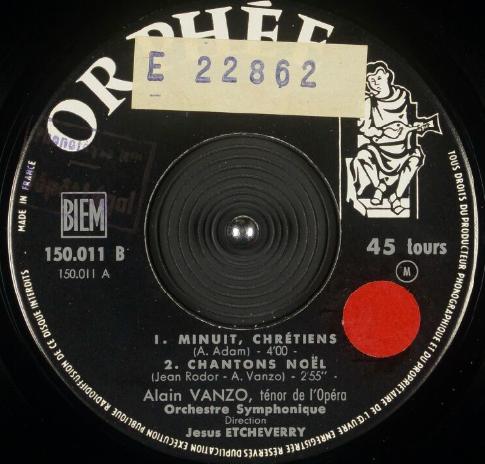 ORPHÉE
E 22862
MADE IN FRANCE
BIEM
150.011 B
150.011 A
45 tours
M
1. MINUIT, CHRÉTIENS
(A. Adam) - 4'00 -
2. CHANTONS NOËL
(Jean Rodor - A. Vanzo) - 2'55" -
Alain VANZO, ténor de l'Opéra
Orchestre Symphonique
Direction
Jesus ETCHEVERRY
TOUS DROITS DU PRODUCTEUR PHONOGRAPHIQUE ET DU PROPRIÉTAIRE DE L'ŒUVRE ENREGISTRÉE RÉSERVÉS DUPLICATION EXÉCUTION PUBLIQUE RADIODIFFUSION DE CE DISQUE INTERDITS